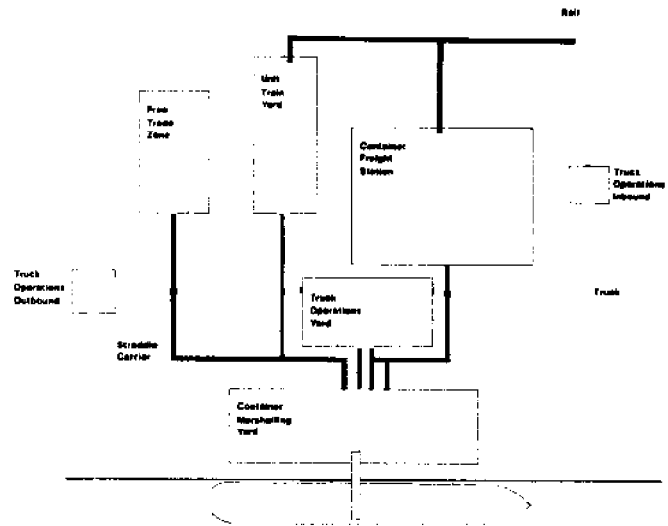 Rail
Unit
Train
Yard
Free
Trade
Zone
Container
Freight
Station
Truck
Operations
Inbound
Truck
Operations
Outbound
Truck
Operations
Yard
Truck
Straddle
Carrier
Container
Marshalling
Yard